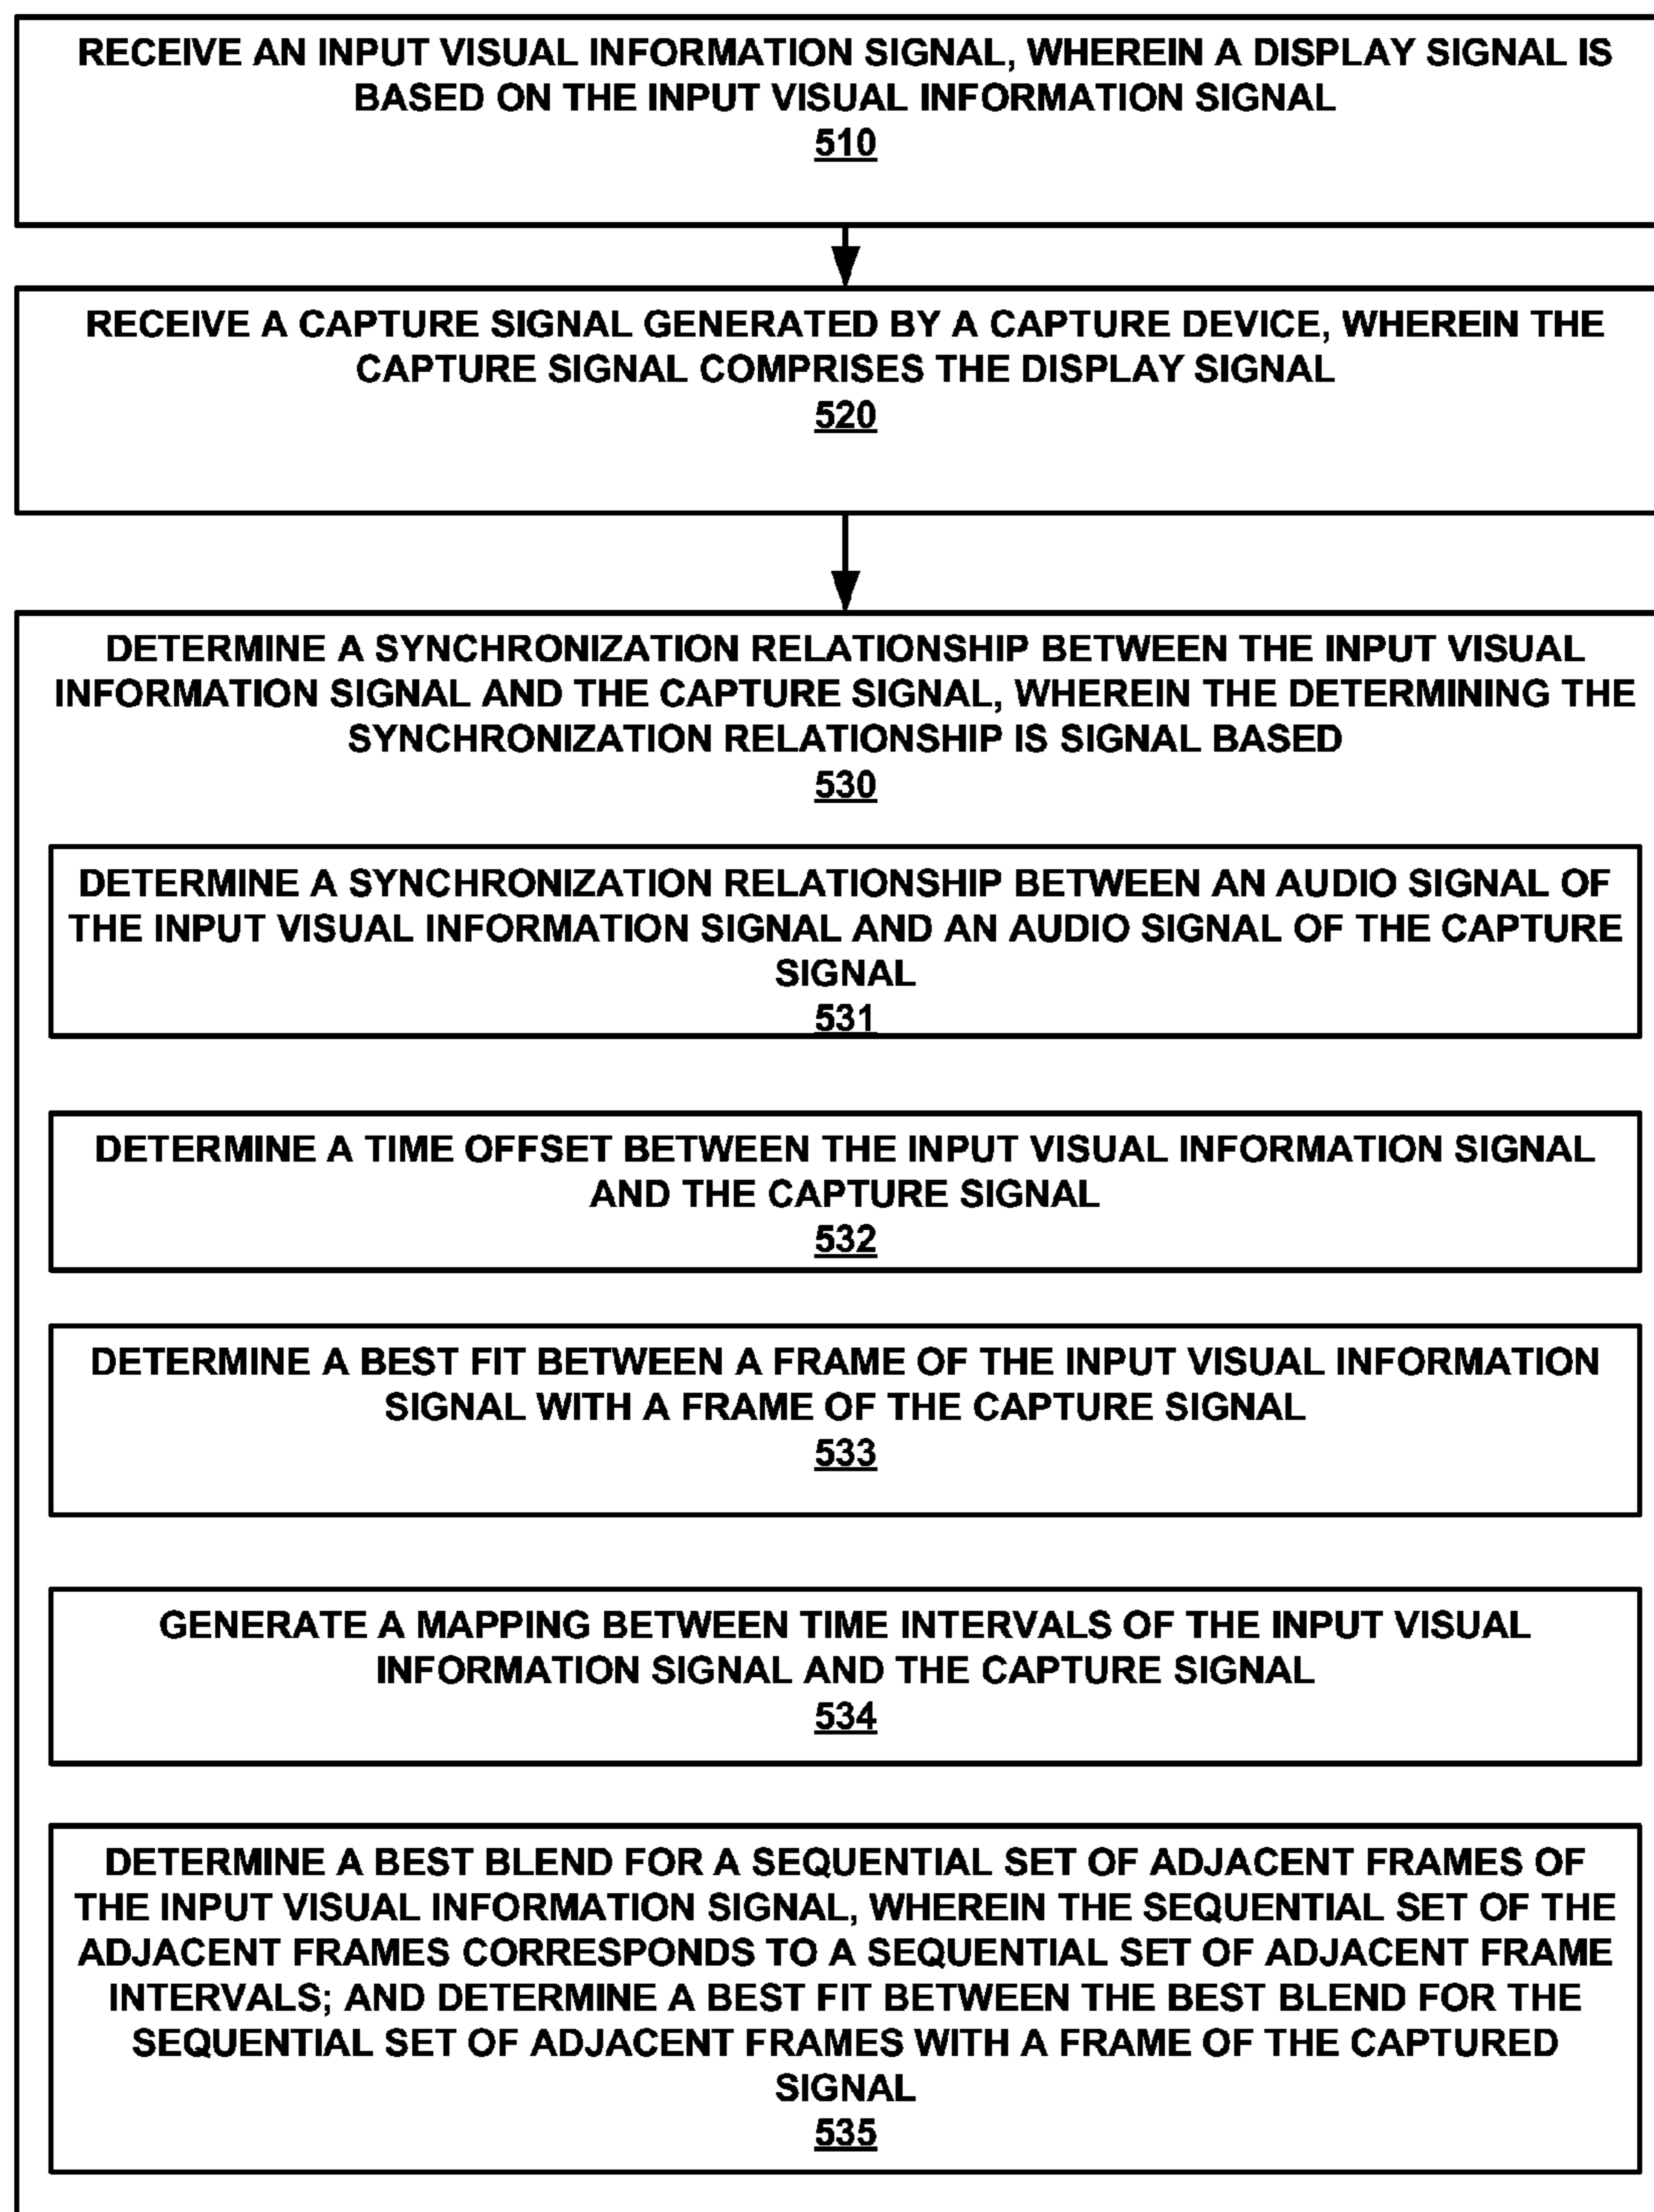 RECEIVE AN INPUT VISUAL INFORMATION SIGNAL, WHEREIN A DISPLAY SIGNAL IS
BASED ON THE INPUT VISUAL INFORMATION SIGNAL
510
RECEIVE A CAPTURE SIGNAL GENERATED BY A CAPTURE DEVICE, WHEREIN THE
CAPTURE SIGNAL COMPRISES THE DISPLAY SIGNAL
520
DETERMINE A SYNCHRONIZATION RELATIONSHIP BETWEEN THE INPUT VISUAL
INFORMATION SIGNAL AND THE CAPTURE SIGNAL, WHEREIN THE DETERMINING THE
SYNCHRONIZATION RELATIONSHIP IS SIGNAL BASED
530
DETERMINE A SYNCHRONIZATION RELATIONSHIP BETWEEN AN AUDIO SIGNAL OF
THE INPUT VISUAL INFORMATION SIGNAL AND AN AUDIO SIGNAL OF THE CAPTURE
SIGNAL
531
DETERMINE A TIME OFFSET BETWEEN THE INPUT VISUAL INFORMATION SIGNAL
AND THE CAPTURE SIGNAL
532
DETERMINE A BEST FIT BETWEEN A FRAME OF THE INPUT VISUAL INFORMATION
SIGNAL WITH A FRAME OF THE CAPTURE SIGNAL
533
GENERATE A MAPPING BETWEEN TIME INTERVALS OF THE INPUT VISUAL
INFORMATION SIGNAL AND THE CAPTURE SIGNAL
534
DETERMINE A BEST BLEND FOR A SEQUENTIAL SET OF ADJACENT FRAMES OF
THE INPUT VISUAL INFORMATION SIGNAL, WHEREIN THE SEQUENTIAL SET OF THE
ADJACENT FRAMES CORRESPONDS TO A SEQUENTIAL SET OF ADJACENT FRAME
INTERVALS; AND DETERMINE A BEST FIT BETWEEN THE BEST BLEND FOR THE
SEQUENTIAL SET OF ADJACENT FRAMES WITH A FRAME OF THE CAPTURED
SIGNAL
535